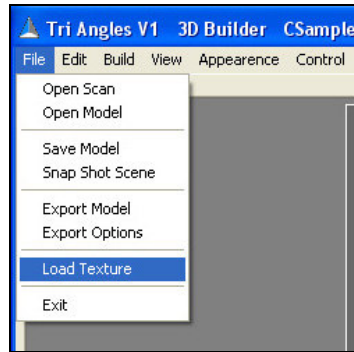 Tri Angles V1 3D Builder CSample
File Edit Build View Appearence Control
Open Scan
Open Model
Save Model
Snap Shot Scene
Export Model
Export Options
Load Texture
Exit